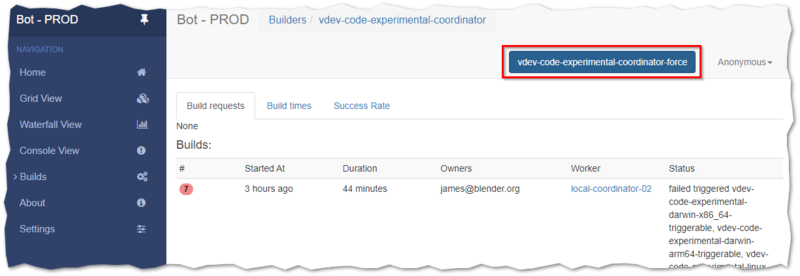 Bot - PROD
NAVIGATION
Home
Grid View
Waterfall View
Console View
› Builds
About
Settings
Bot - PROD
Builders / vdev-code-experimental-coordinator
vdev-code-experimental-coordinator-force
Anonymous
Build requests Build times Success Rate
None
Builds:
# Started At Duration Owners Worker Status
7 3 hours ago 44 minutes james@blender.org local-coordinator-02 failed triggered vdev-
code-experimental-
darwin-x86_64-
triggerable, vdev-code-
experimental-darwin-
arm64-triggerable, vdev-
code-experimental-linux